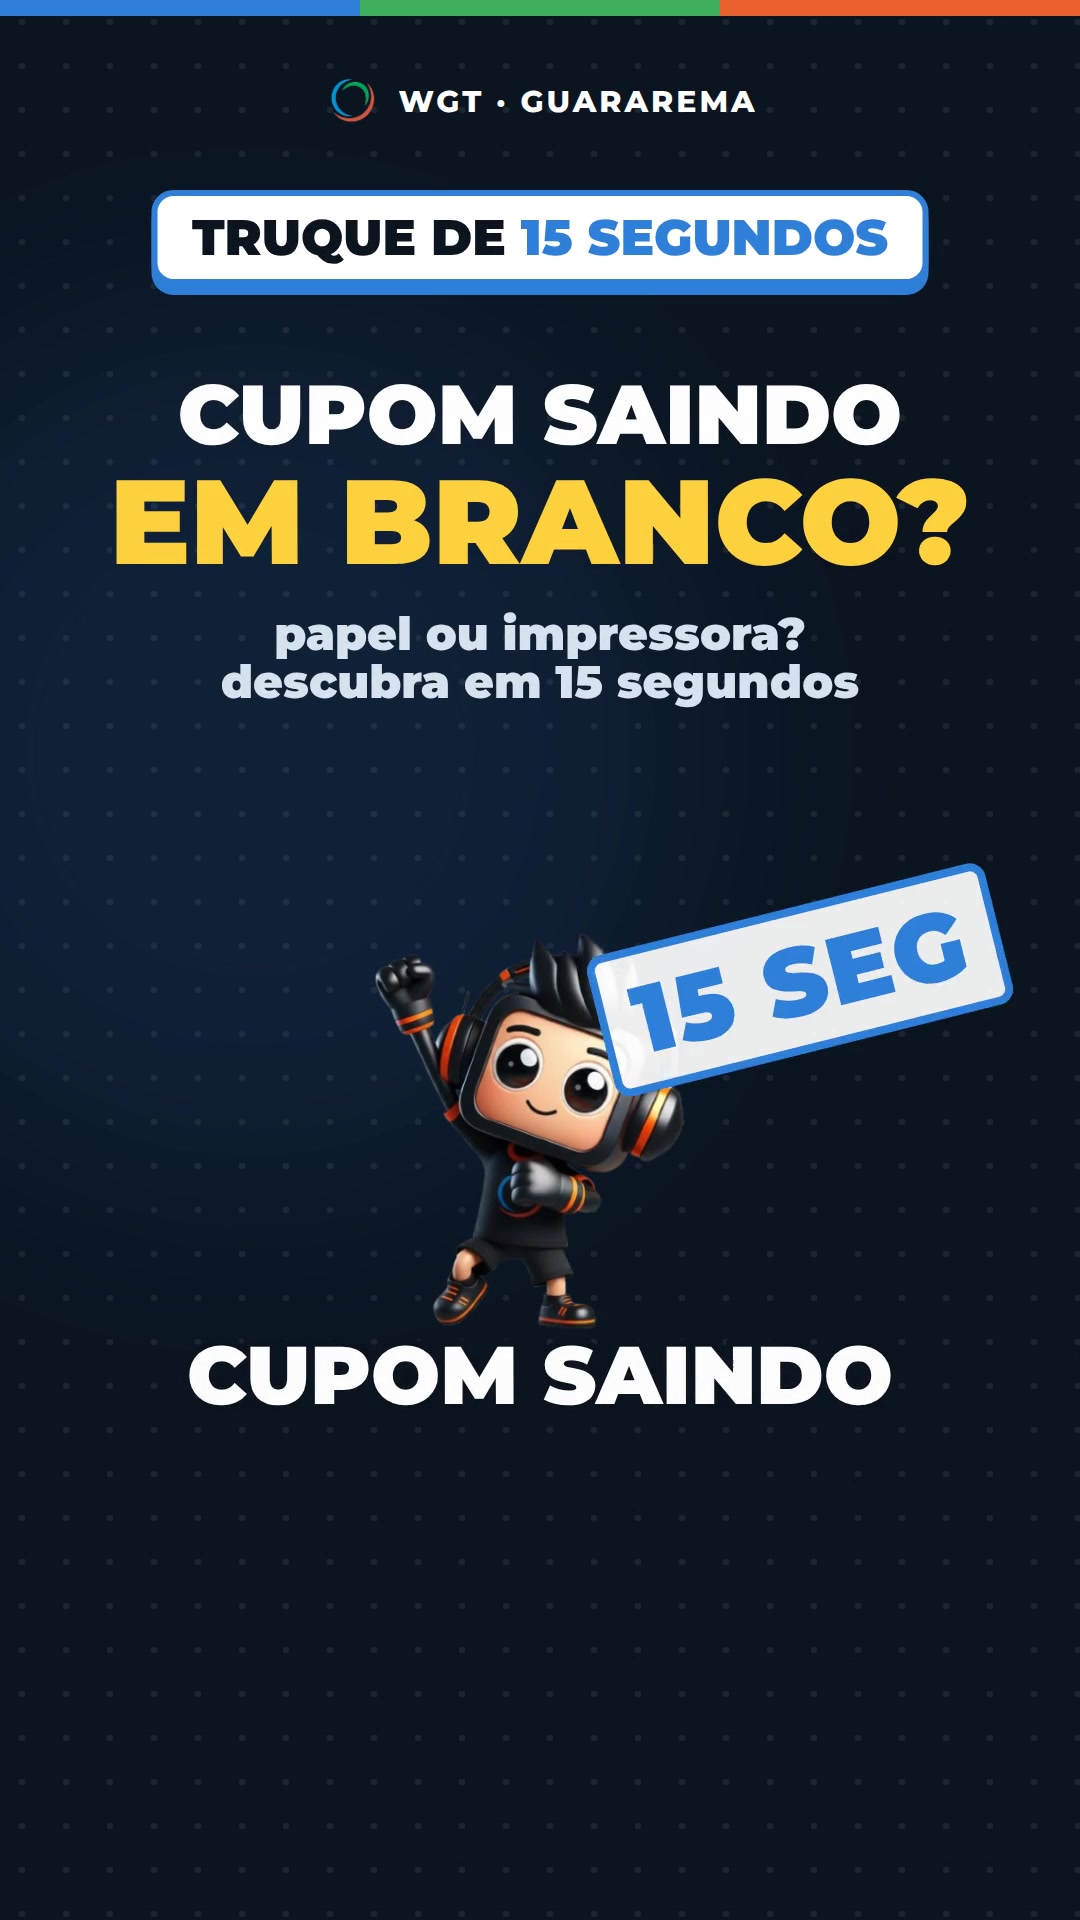 WGT • GUARAREMA
TRUQUE DE 15 SEGUNDOS
CUPOM SAINDO
EM BRANCO?
papel ou impressora?
descubra em 15 segundos
15 SEG
CUPOM SAINDO